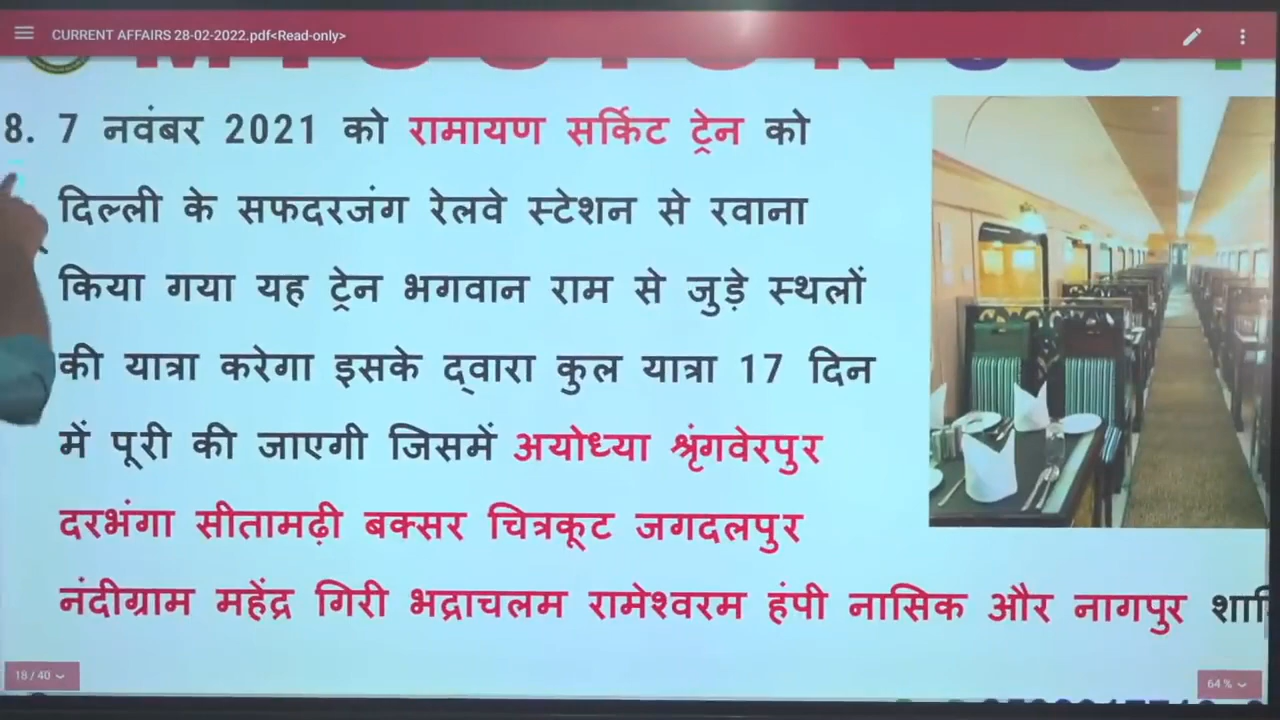 CURRENT AFFAIRS 28-02-2022.pdf<Read-only>
8. 7 नवंबर 2021 को रामायण सर्किट ट्रेन को
दिल्ली के सफदरजंग रेलवे स्टेशन से रवाना
किया गया यह ट्रेन भगवान राम से जुड़े स्थलों
की यात्रा करेगा इसके द्वारा कुल यात्रा 17 दिन
में पूरी की जाएगी जिसमें अयोध्या श्रृंगवेरपुर
दरभंगा सीतामढ़ी बक्सर चित्रकूट जगदलपुर
नंदीग्राम महेंद्र गिरी भद्राचलम रामेश्वरम हंपी नासिक और नागपुर
18 / 40
64 %